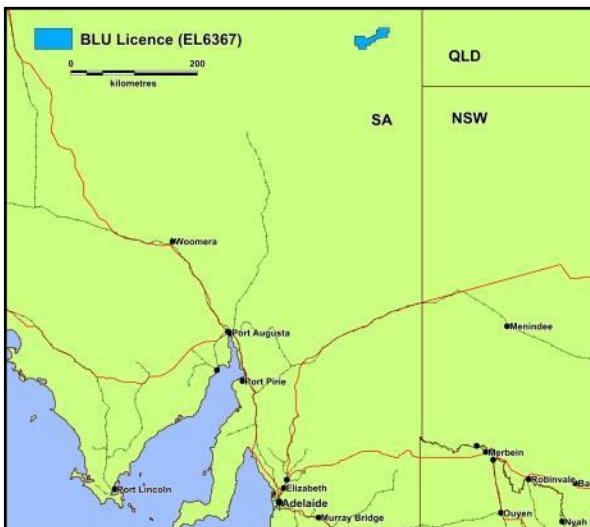 BLU Licence (EL6367)
0 200
kilometres
QLD
SA NSW
Woomera
Port Augusta
Menindee
Port Pirie
Merbein
Robinvale
Ba
Elizabeth
Port Lincoln
Adelaide
Murray Bridge
Ouyen
Nyah